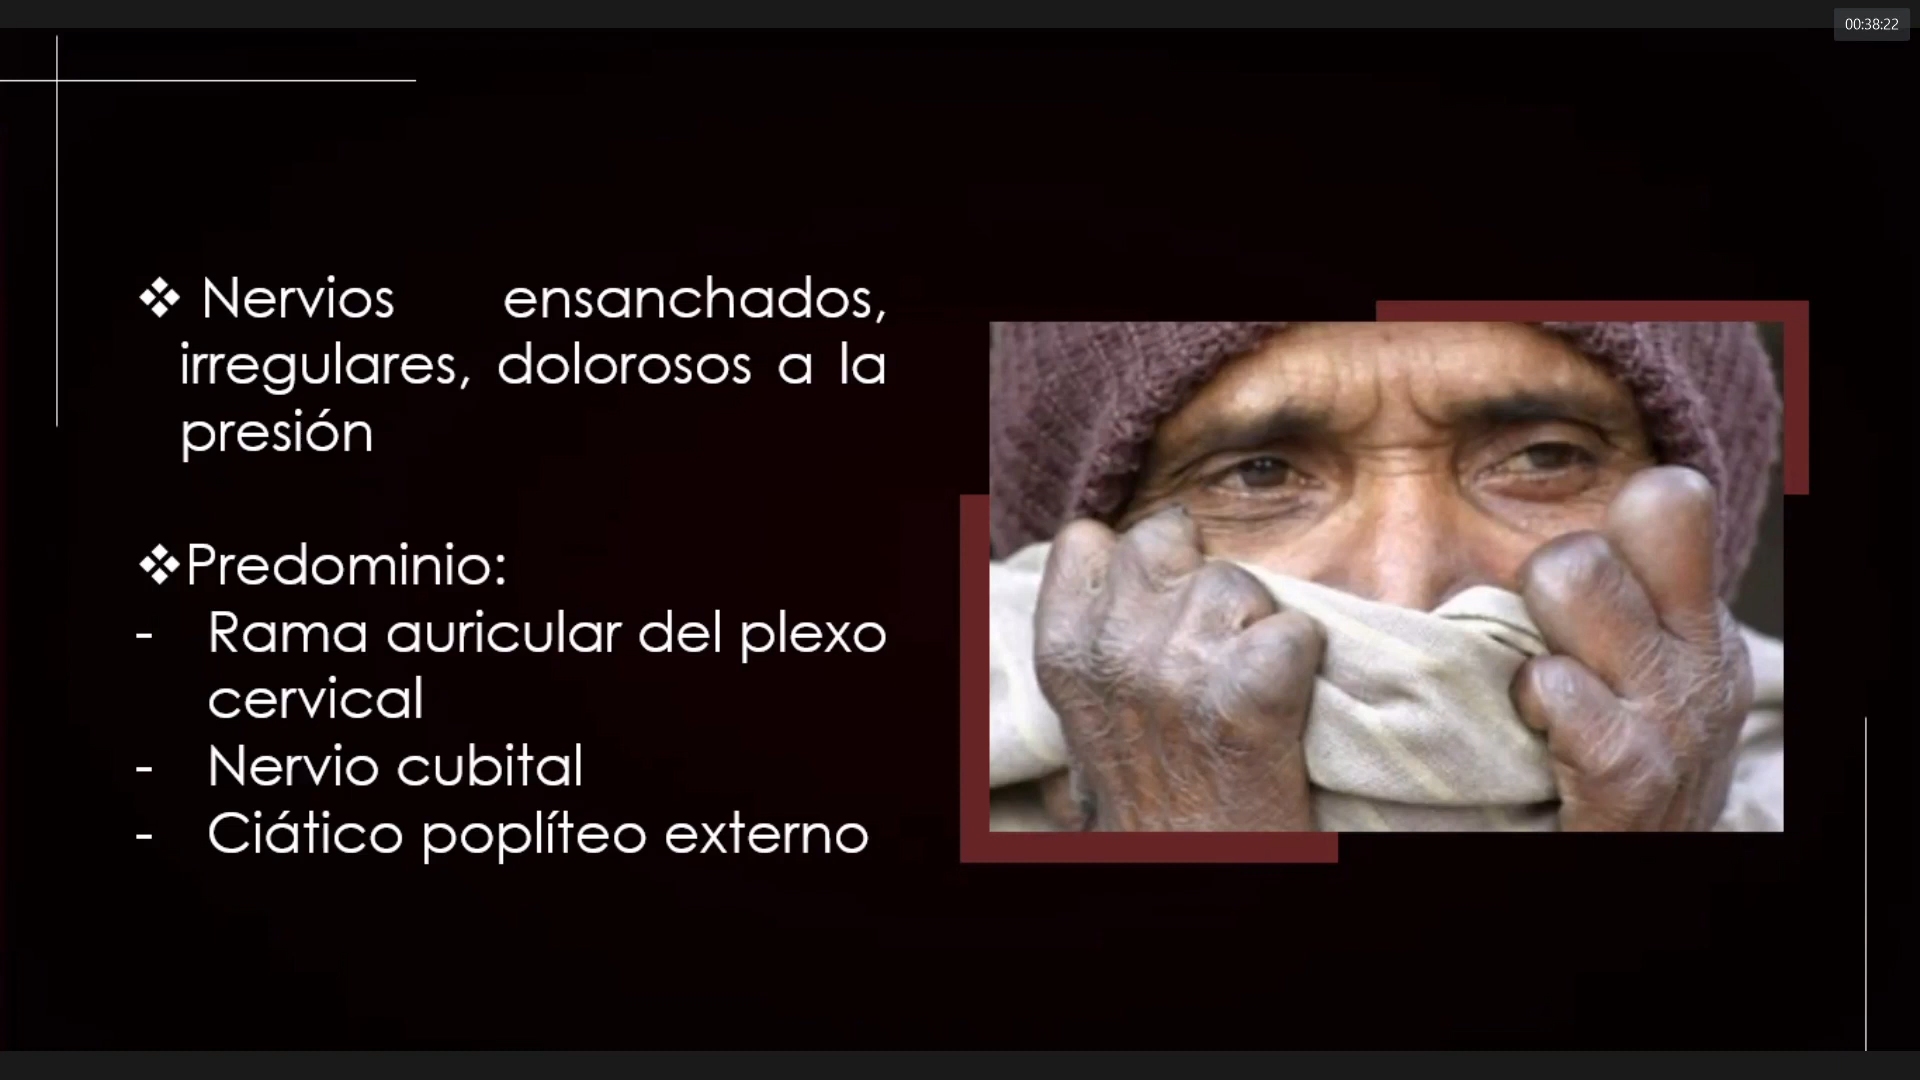 00:38:22
❖ Nervios ensanchados,
irregulares, dolorosos a la
presión
❖Predominio:
- Rama auricular del plexo
cervical
- Nervio cubital
- Ciático poplíteo externo